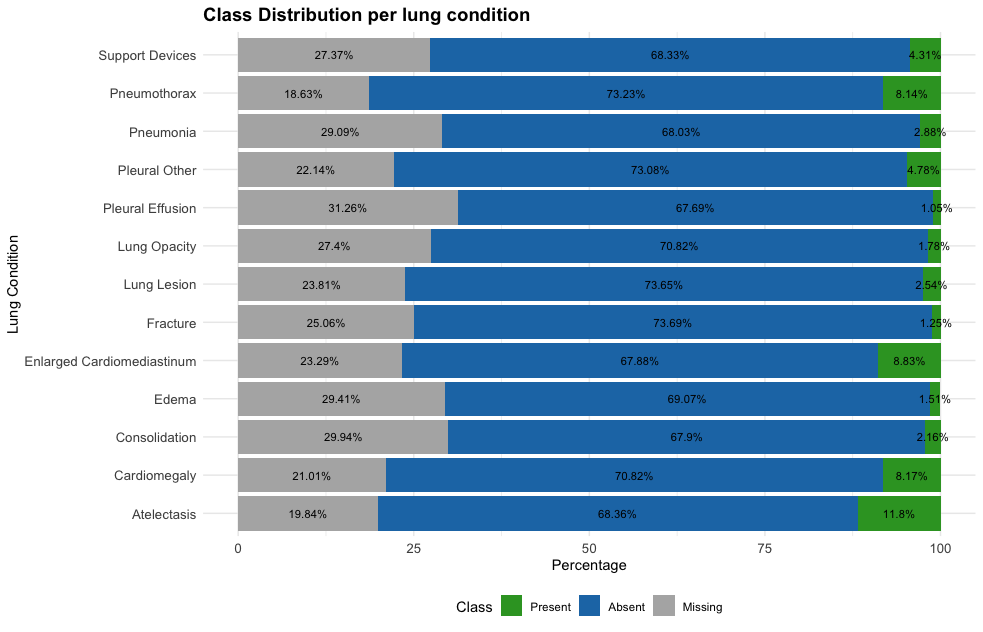 Class Distribution per lung condition
Lung Condition
Support Devices 27.37% 68.33% 4.31%
Pneumothorax 18.63% 73.23% 8.14%
Pneumonia 29.09% 68.03% 2.88%
Pleural Other 22.14% 73.08% 4.78%
Pleural Effusion 31.26% 67.69% 1.05%
Lung Opacity 27.4% 70.82% 1.78%
Lung Lesion 23.81% 73.65% 2.54%
Fracture 25.06% 73.69% 1.25%
Enlarged Cardiomediastinum 23.29% 67.88% 8.83%
Edema 29.41% 69.07% 1.51%
Consolidation 29.94% 67.9% 2.16%
Cardiomegaly 21.01% 70.82% 8.17%
Atelectasis 19.84% 68.36% 11.8%
0 25 50 75 100
Percentage
Class Present Absent Missing